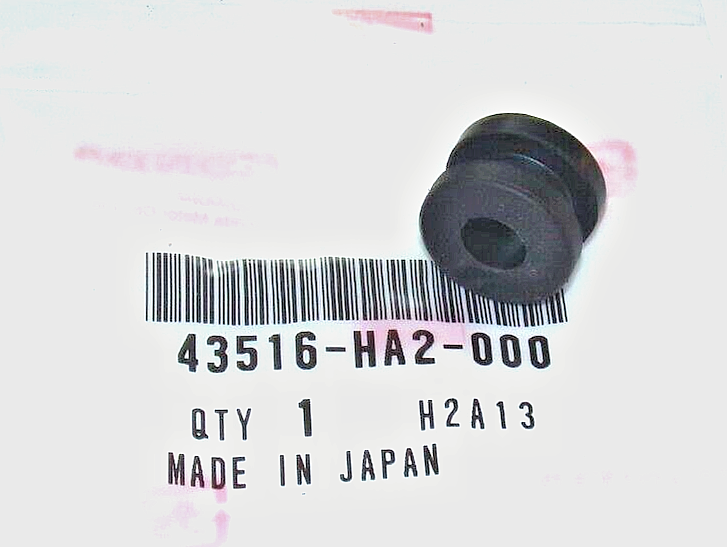 43516-HA2-000
QTY 1 H2A13
MADE IN JAPAN